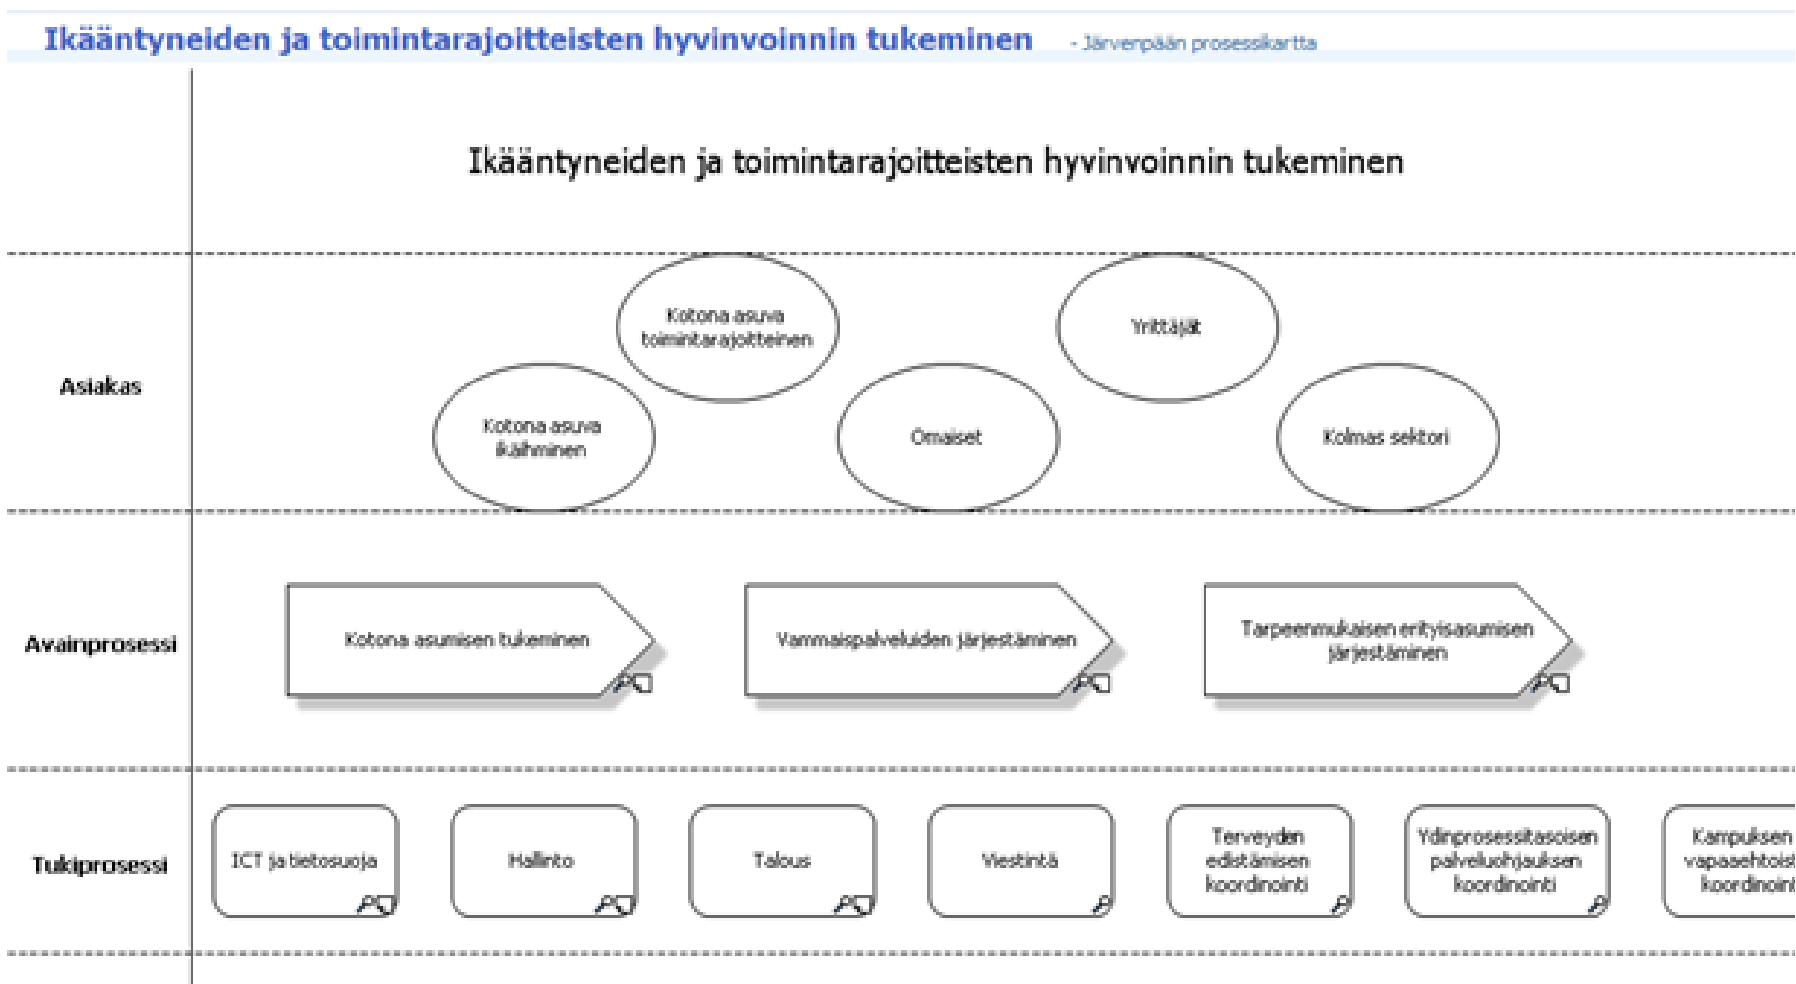 Ikääntyneiden ja toimintarajoitteisten hyvinvoinnin tukeminen - Järvenpään prosessikartta
Ikääntyneiden ja toimintarajoitteisten hyvinvoinnin tukeminen
Asiakas
Kotona asuva
toimintarajoitteinen
Yrittäjät
Kotona asuva
ikäihminen
Omaiset
Kolmas sektori
Avainprosessi
Kotona asumisen tukeminen
Vammaispalveluiden järjestäminen
Tarpeenmukaisen erityisasumisen
järjestäminen
Tukiprosessi
ICT ja tietosuoja
Hallinto
Talous
Viestintä
Terveyden
edistämisen
koordinointi
Ydinprosessitasoisen
palveluohjauksen
koordinointi
Kampuksen